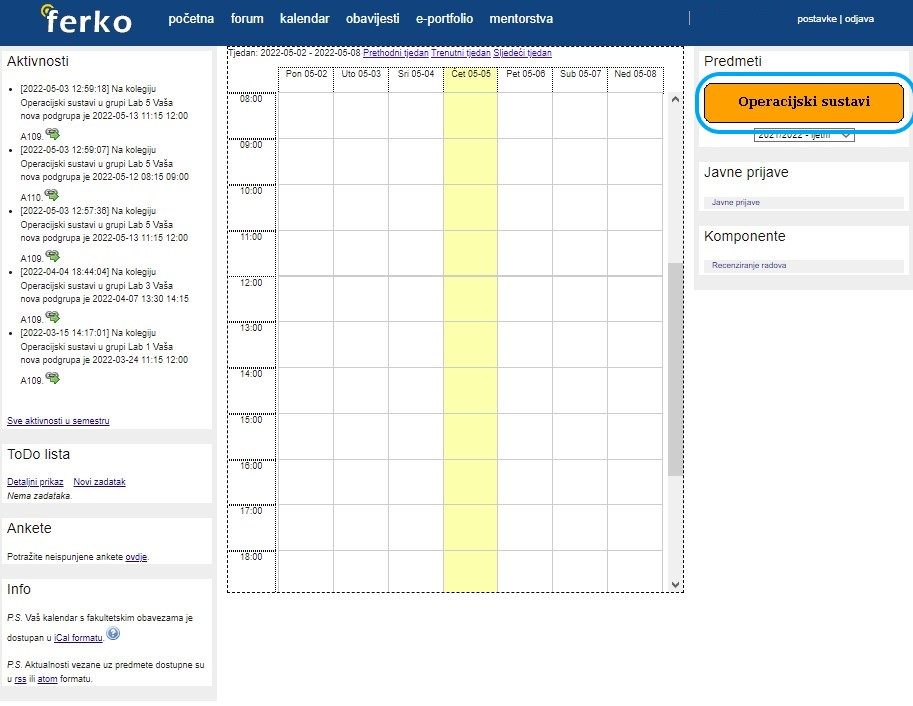 ferko
početna forum kalendar obavijesti e-portfolio mentorstva
postavke | odjava
Aktivnosti
[2022-05-03 12:59:18] Na kolegiju
Operacijski sustavi u grupi Lab 5 Vaša
nova podgrupa je 2022-05-13 11:15 12:00
A109.
[2022-05-03 12:59:07] Na kolegiju
Operacijski sustavi u grupi Lab 5 Vaša
nova podgrupa je 2022-05-12 08:15 09:00
A110.
[2022-05-03 12:57:36] Na kolegiju
Operacijski sustavi u grupi Lab 5 Vaša
nova podgrupa je 2022-05-13 11:15 12:00
A109.
[2022-04-04 18:44:04] Na kolegiju
Operacijski sustavi u grupi Lab 3 Vaša
nova podgrupa je 2022-04-07 13:30 14:15
A109.
[2022-03-15 14:17:01] Na kolegiju
Operacijski sustavi u grupi Lab 1 Vaša
nova podgrupa je 2022-03-24 11:15 12:00
A109.
Sve aktivnosti u semestru
ToDo lista
Detaljni prikaz Novi zadatak
Nema zadataka.
Ankete
Potražite neispunjene ankete ovdje.
Info
P.S. Vaš kalendar s fakultetskim obavezama je
dostupan u iCal formatu.
P.S. Aktualnosti vezane uz predmete dostupne su
u rss ili atom formatu.
Tjedan: 2022-05-02 - 2022-05-08 Prethodni tjedan Trenutni tjedan Sljedeći tjedan
Pon 05-02 Uto 05-03 Sri 05-04 Čet 05-05 Pet 05-06 Sub 05-07 Ned 05-08
08:00
09:00
10:00
11:00
12:00
13:00
14:00
15:00
16:00
17:00
18:00
Predmeti
Operacijski sustavi
2021/2022 - ljetni
Javne prijave
Javne prijave
Komponente
Recenziranje radova